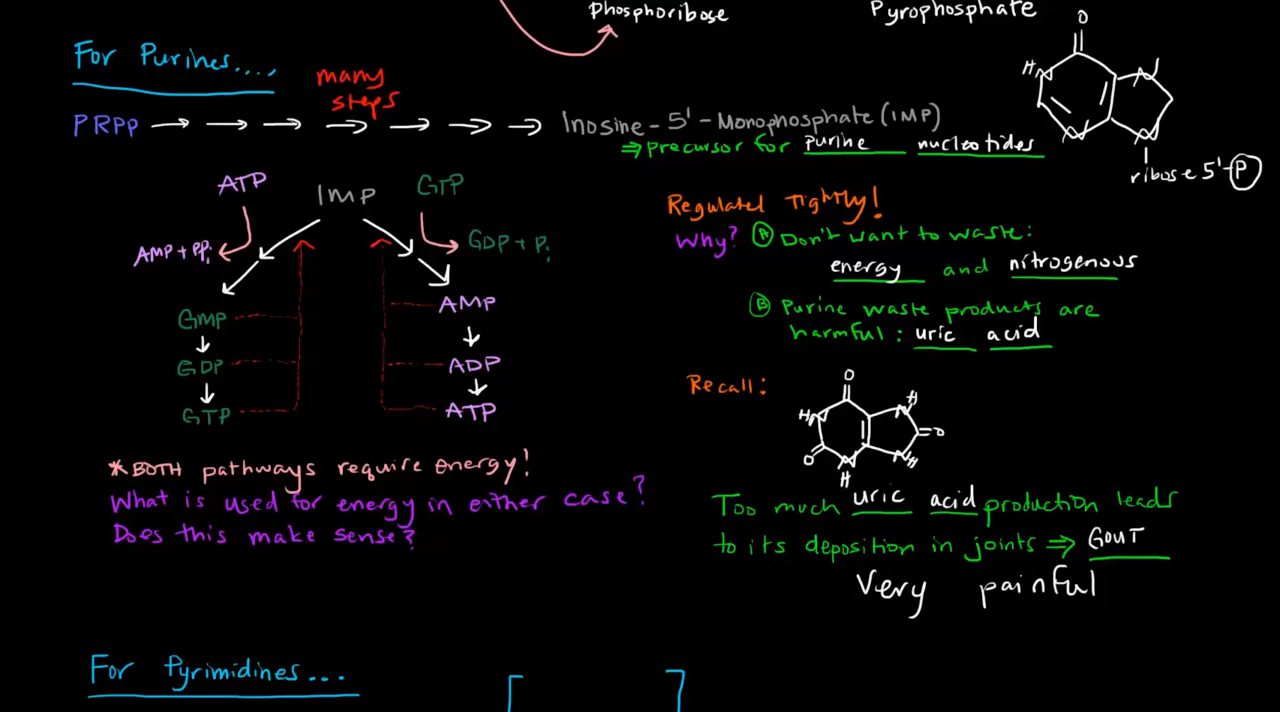 Phosphoribose
Pyrophosphate
For Purines....,
many
steps
PRPP
Inosine-5'-Monophosphate (IMP)
⇒ precursor for purine nucleotides
O
H
N
N
N
N
ribose 5'-P
ATP
IMP
GTP
AMP + PPi
GDP + Pi
GMP
GDP
GTP
AMP
ADP
ATP
*BOTH pathways require energy!
What is used for energy in either case?
Does this make sense?
Regulated Tightly!
Why? A Don't want to waste:
energy and nitrogenous
B Purine waste products are
harmful: uric acid
Recall:
O
H
N
H
N
O
O
N
H
N
H
Too much uric acid production leads
to its deposition in joints ⇒ GOUT
Very painful
For Pyrimidines...